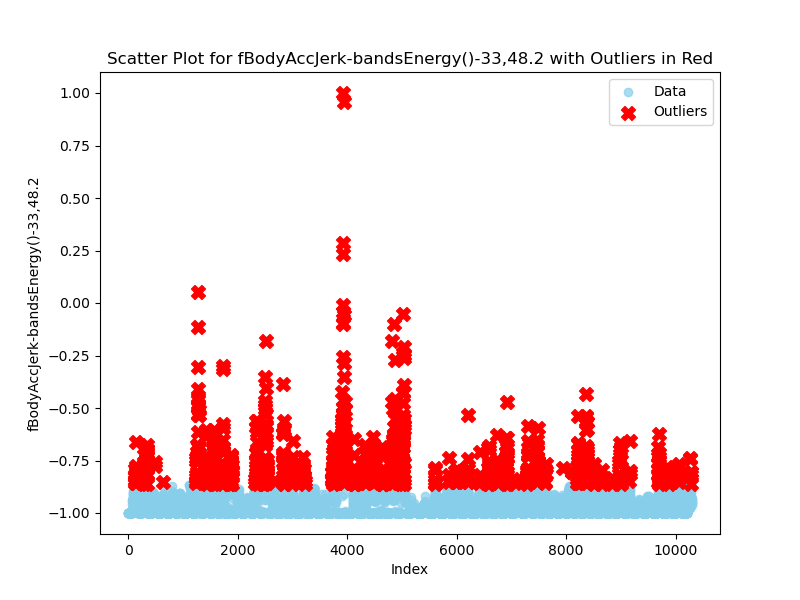 Scatter Plot for fBodyAccJerk-bandsEnergy()-33,48.2 with Outliers in Red
Data
Outliers
fBodyAccJerk-bandsEnergy()-33,48.2
1.00
0.75
0.50
0.25
0.00
−0.25
−0.50
−0.75
−1.00
0 2000 4000 6000 8000 10000
Index